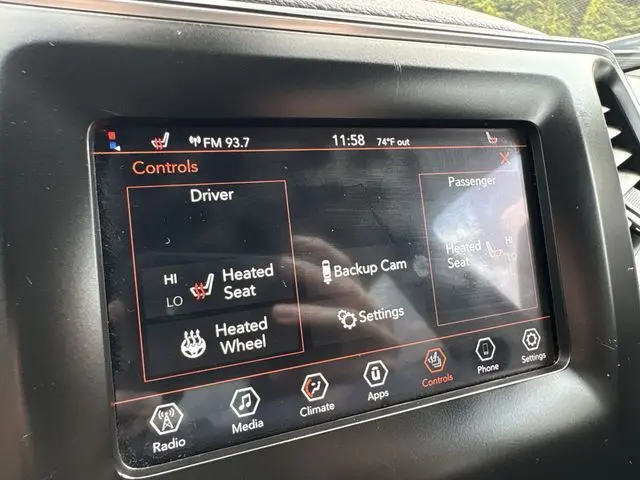 FM 93.7 11:58 74°F out
Controls X
Driver
HI
LO
Heated
Seat
Heated
Wheel
Backup Cam
Settings
Passenger
Heated
Seat
HI
LO
Radio
Media
Climate
Apps
Controls
Phone
Settings